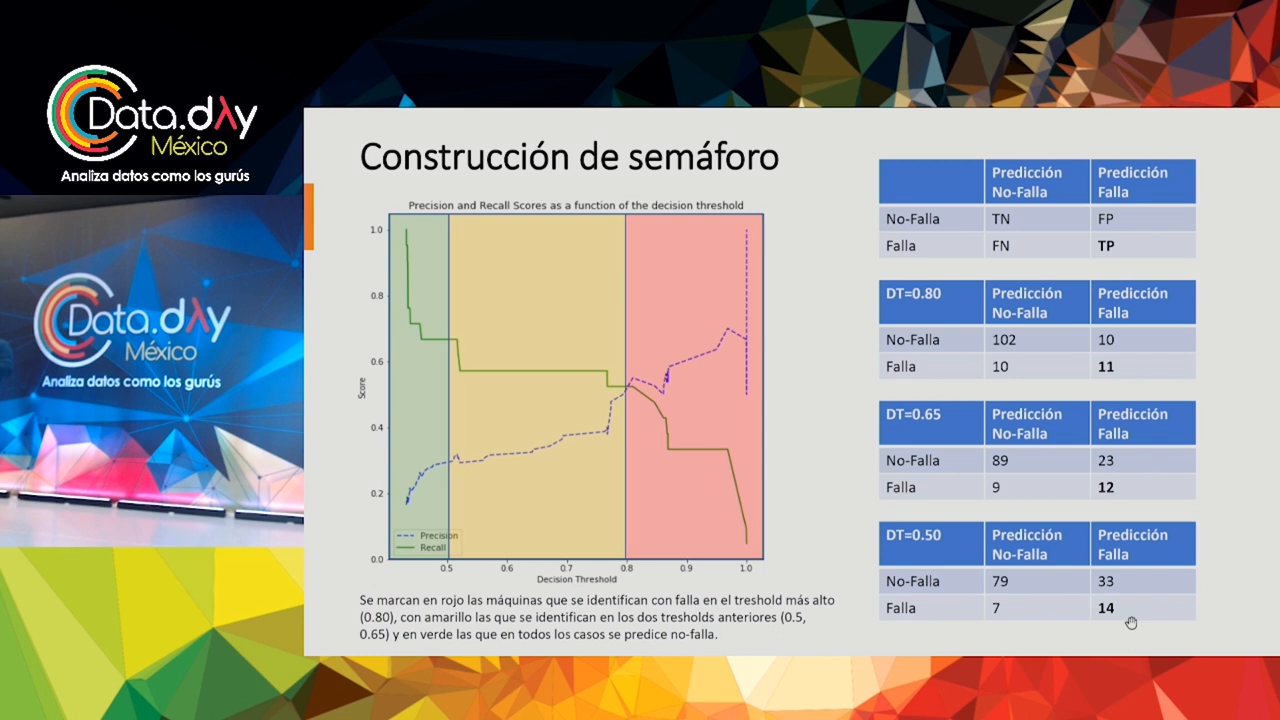 Data.dλy
México
Analiza datos como los gurús
Data.dλy
México
Analiza datos como los gurús
Construcción de semáforo
Precision and Recall Scores as a function of the decision threshold
1.0
0.8
0.6
0.4
0.2
0.0
Score
Precision
Recall
0.5 0.6 0.7 0.8 0.9 1.0
Decision Threshold
Se marcan en rojo las máquinas que se identifican con falla en el treshold más alto
(0.80), con amarillo las que se identifican en los dos tresholds anteriores (0.5,
0.65) y en verde las que en todos los casos se predice no-falla.
Predicción No-Falla Predicción Falla
No-Falla TN FP
Falla FN TP
DT=0.80 Predicción No-Falla Predicción Falla
No-Falla 102 10
Falla 10 11
DT=0.65 Predicción No-Falla Predicción Falla
No-Falla 89 23
Falla 9 12
DT=0.50 Predicción No-Falla Predicción Falla
No-Falla 79 33
Falla 7 14